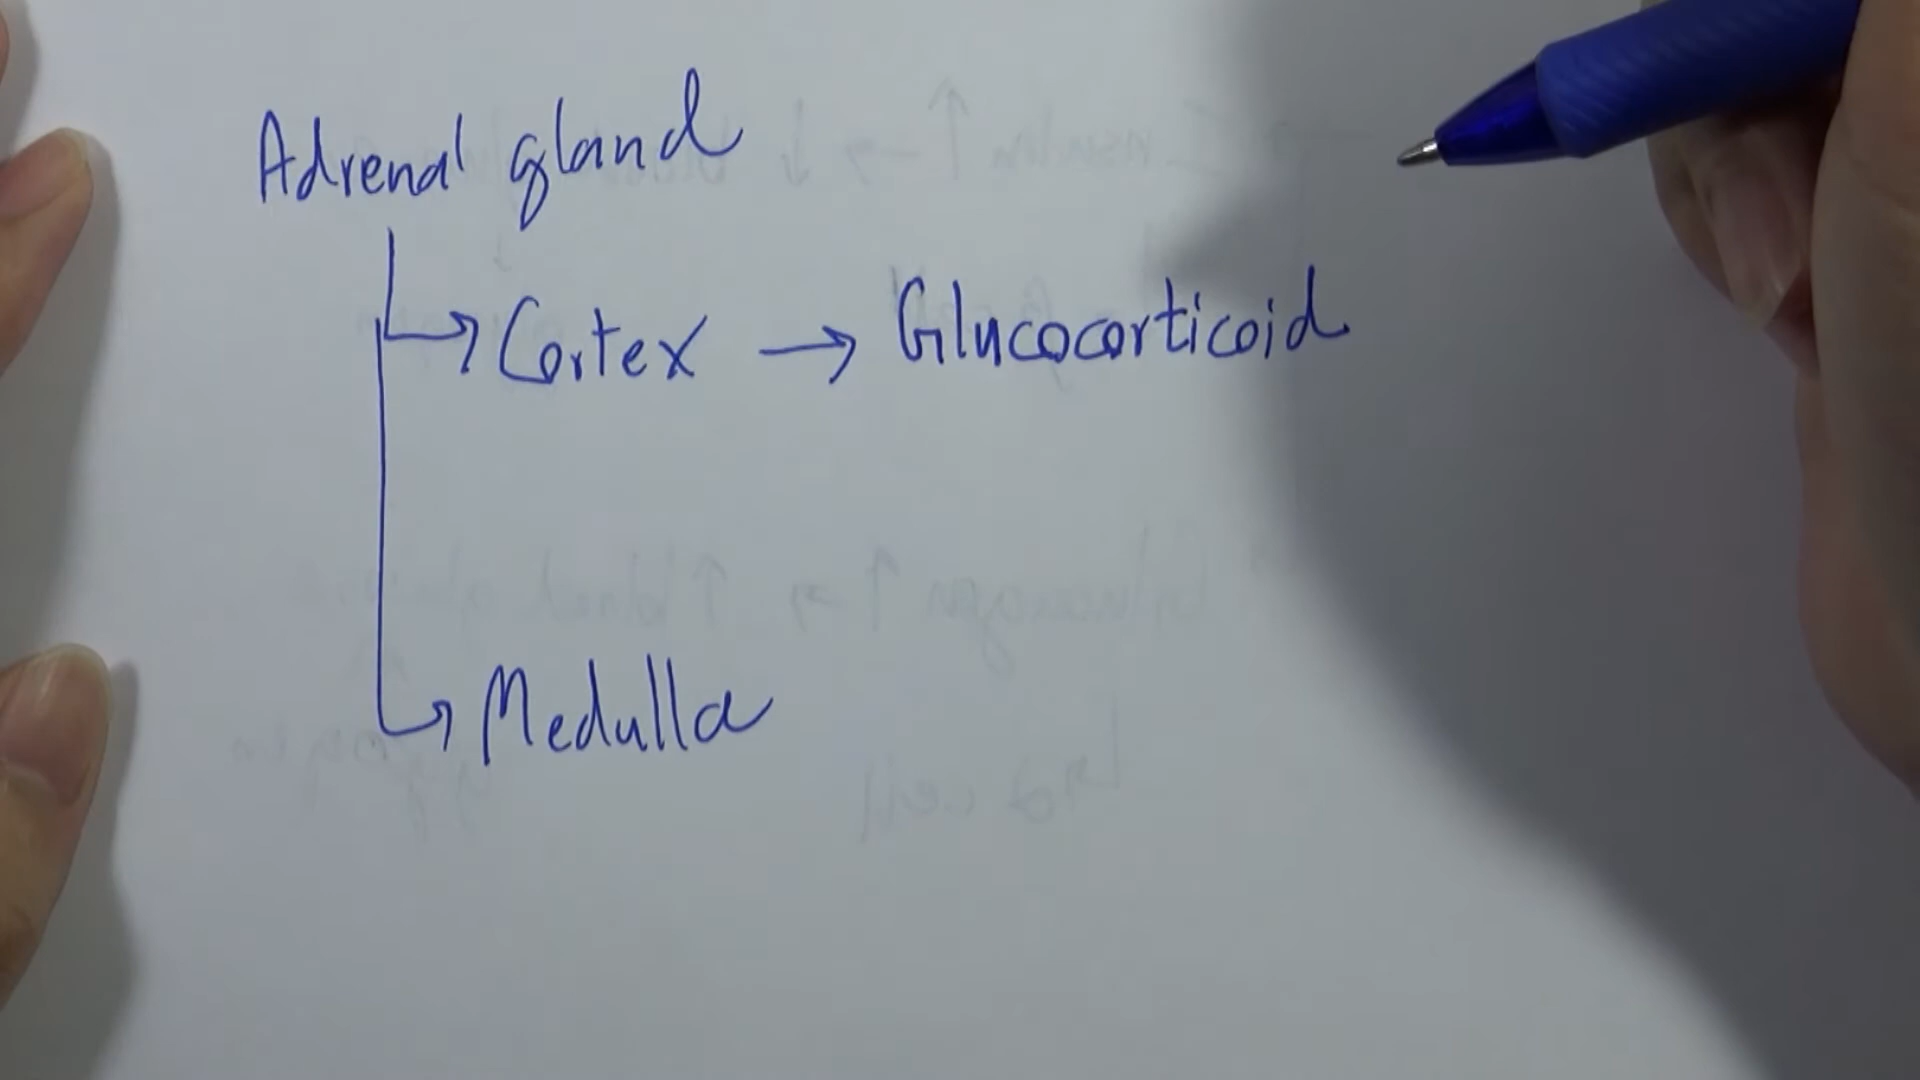 Adrenal gland
↳ Cortex → Glucocorticoid
↳ Medulla